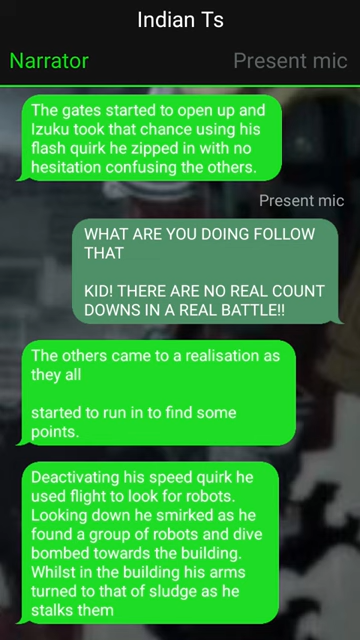 Indian Ts
Narrator
Present mic
The gates started to open up and
Izuku took that chance using his
flash quirk he zipped in with no
hesitation confusing the others.
Present mic
WHAT ARE YOU DOING FOLLOW
THAT
KID! THERE ARE NO REAL COUNT
DOWNS IN A REAL BATTLE!!
The others came to a realisation as
they all
started to run in to find some
points.
Deactivating his speed quirk he
used flight to look for robots.
Looking down he smirked as he
found a group of robots and dive
bombed towards the building.
Whilst in the building his arms
turned to that of sludge as he
stalks them